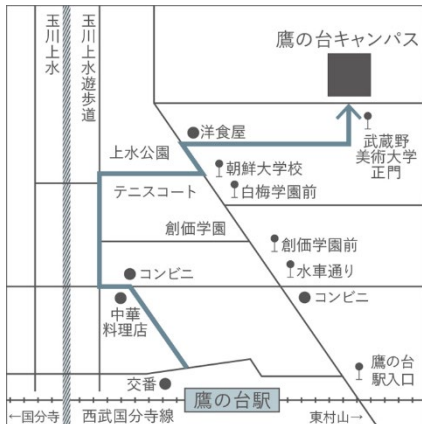 玉川上水
玉川上水遊歩道
鷹の台キャンパス
洋食屋
武蔵野
美術大学
正門
上水公園
朝鮮大学校
テニスコート
白梅学園前
創価学園
創価学園前
水車通り
コンビニ
コンビニ
中華
料理店
鷹の台
駅入口
交番
鷹の台駅
←国分寺
西武国分寺線
東村山→